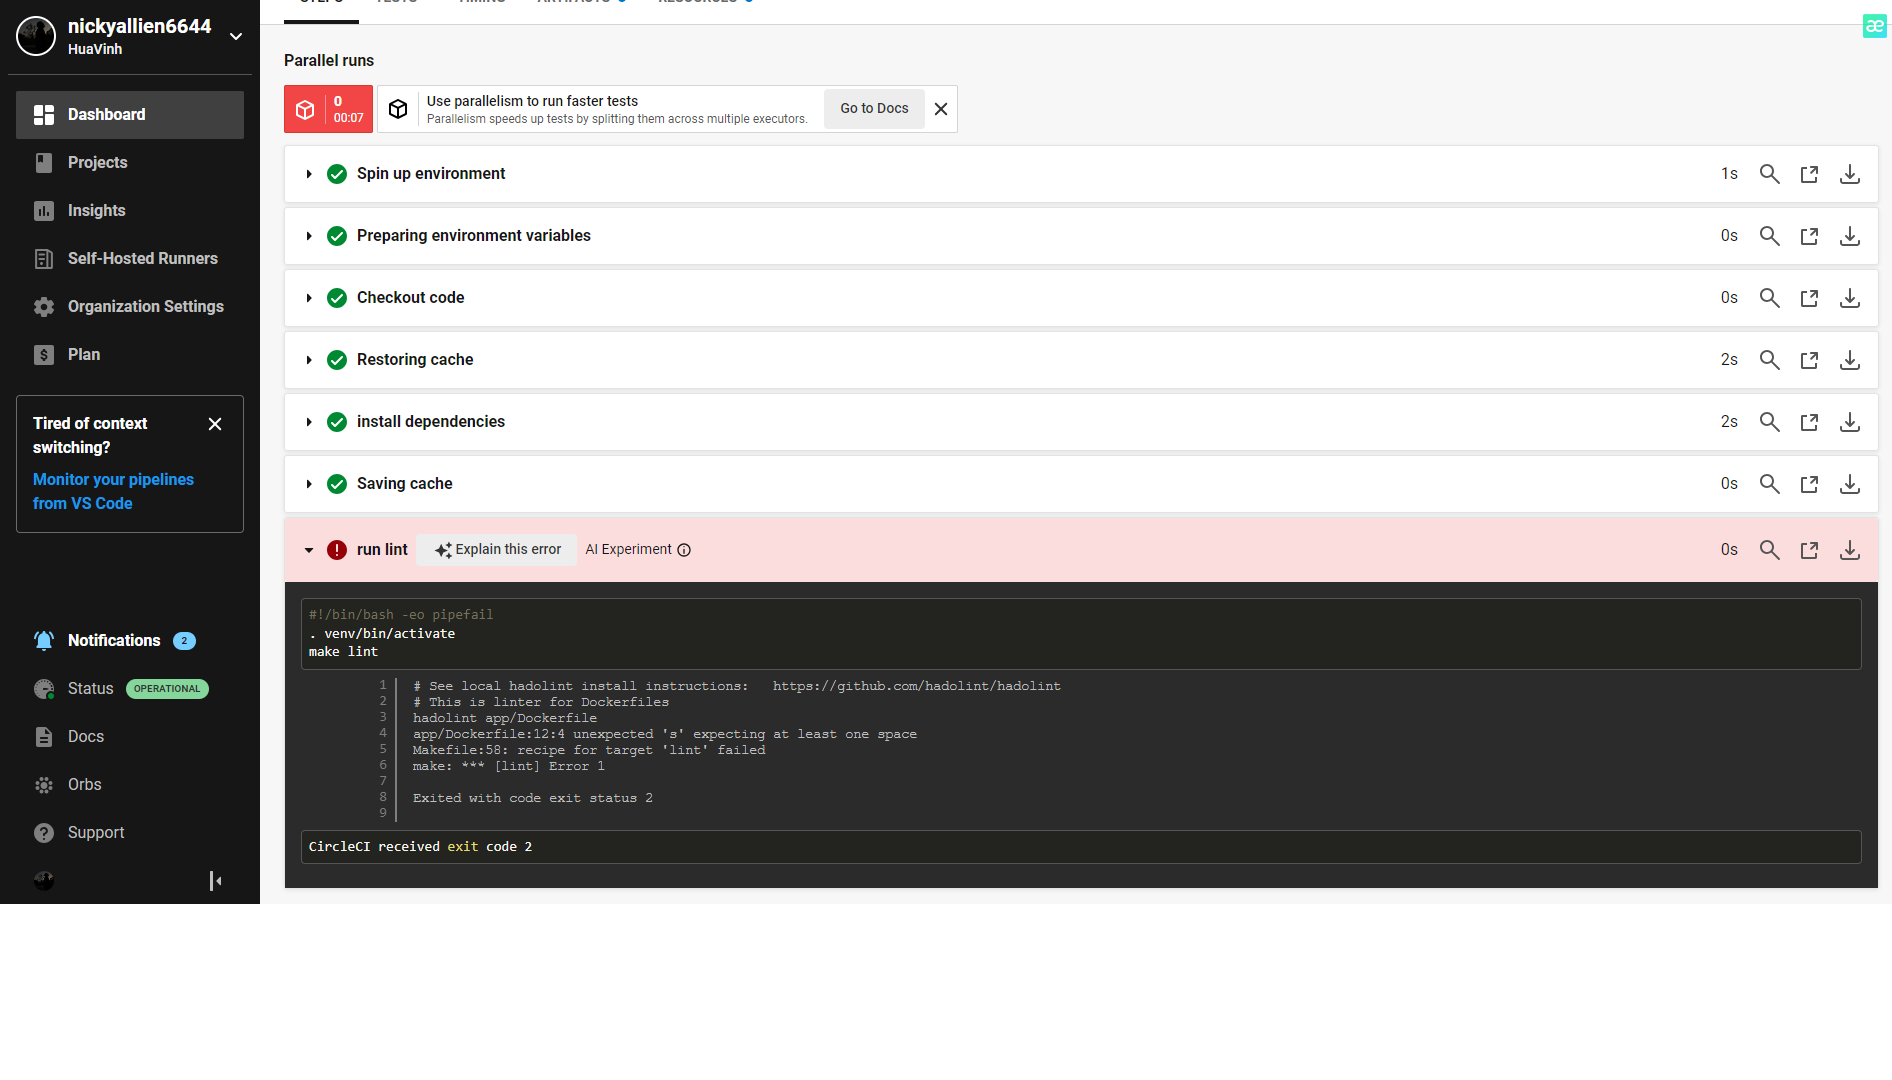 nickyallien6644
HuaVinh
Dashboard
Projects
Insights
Self-Hosted Runners
Organization Settings
Plan
Tired of context
switching?
Monitor your pipelines
from VS Code
Notifications 2
Status OPERATIONAL
Docs
Orbs
Support
STEPS TESTS TIMING ARTIFACTS RESOURCES
æ
Parallel runs
0
00:07
Use parallelism to run faster tests
Parallelism speeds up tests by splitting them across multiple executors.
Go to Docs
Spin up environment 1s
Preparing environment variables 0s
Checkout code 0s
Restoring cache 2s
install dependencies 2s
Saving cache 0s
run lint Explain this error AI Experiment 0s
#!/bin/bash -eo pipefail
. venv/bin/activate
make lint
1 # See local hadolint install instructions:   https://github.com/hadolint/hadolint
2 # This is linter for Dockerfiles
3 hadolint app/Dockerfile
4 app/Dockerfile:12:4 unexpected 's' expecting at least one space
5 Makefile:58: recipe for target 'lint' failed
6 make: *** [lint] Error 1
7
8 Exited with code exit status 2
9
CircleCI received exit code 2